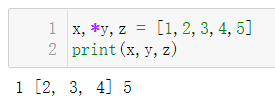 1 x,*y,z = [1,2,3,4,5]
2 print(x,y,z)
1 [2, 3, 4] 5